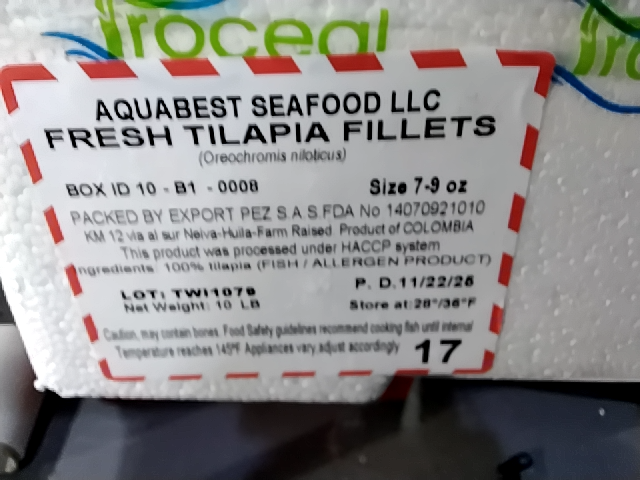 Proceal
AQUABEST SEAFOOD LLC
FRESH TILAPIA FILLETS
(Oreochromis niloticus)
BOX ID 10 - B1 - 0008 Size 7-9 oz
PACKED BY EXPORT PEZ S.A.S.FDA No 14070921010
KM 12 via al sur Neiva-Huila-Farm Raised Product of COLOMBIA
This product was processed under HACCP system
Ingredients: 100% tilapia (FISH / ALLERGEN PRODUCT)
LOT: TWI1079 P. D. 11/22/25
Net Weight: 10 LB Store at:28°/36°F
Caution, may contain bones. Food Safety guidelines recommend cooking fish until internal
Temperature reaches 145°F Appliances vary, adjust accordingly 17